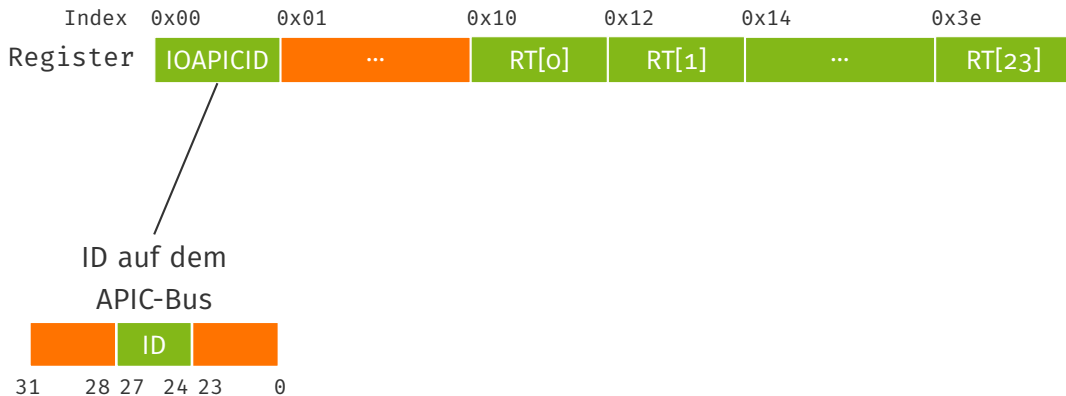 Index 0x00 0x01 0x10 0x12 0x14 0x3e
Register IOAPICID ... RT[0] RT[1] ... RT[23]
ID auf dem
APIC-Bus
ID
31 28 27 24 23 0